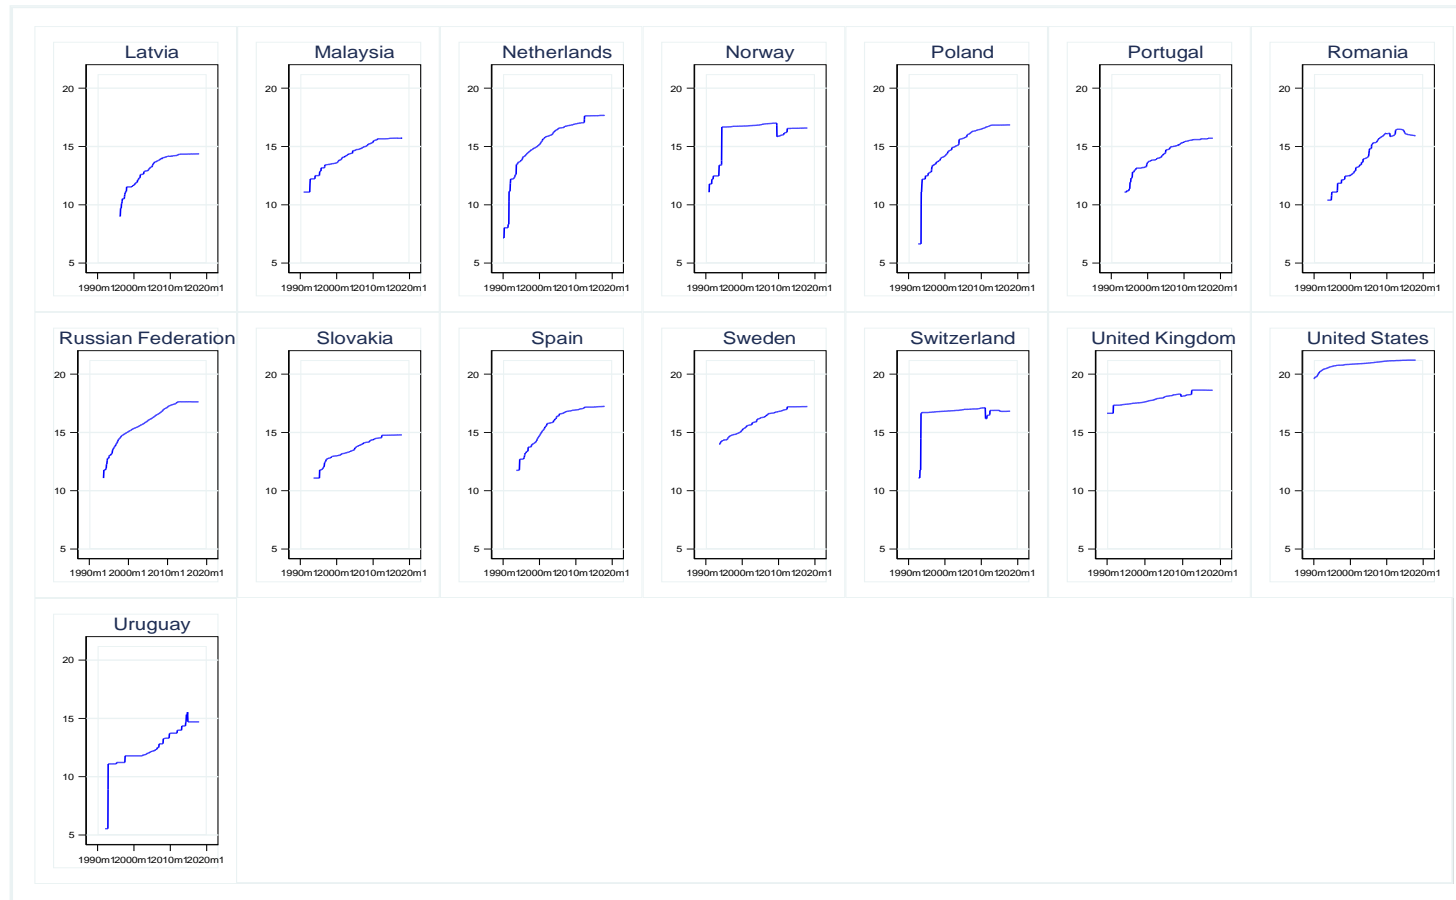 Latvia Malaysia Netherlands Norway Poland Portugal Romania
20 20 20 20 20 20 20
15 15 15 15 15 15 15
10 10 10 10 10 10 10
5 5 5 5 5 5 5
1990m12000m12010m12020m1 1990m12000m12010m12020m1 1990m12000m12010m12020m1 1990m12000m12010m12020m1 1990m12000m12010m12020m1 1990m12000m12010m12020m1 1990m12000m12010m12020m1
Russian Federation Slovakia Spain Sweden Switzerland United Kingdom United States
20 20 20 20 20 20 20
15 15 15 15 15 15 15
10 10 10 10 10 10 10
5 5 5 5 5 5 5
1990m1 2000m1 2010m1 2020m1 1990m12000m12010m12020m1 1990m12000m12010m12020m1 1990m12000m12010m12020m1 1990m12000m12010m12020m1 1990m12000m12010m12020m1 1990m12000m12010m12020m1
Uruguay
20
15
10
5
1990m12000m12010m12020m1